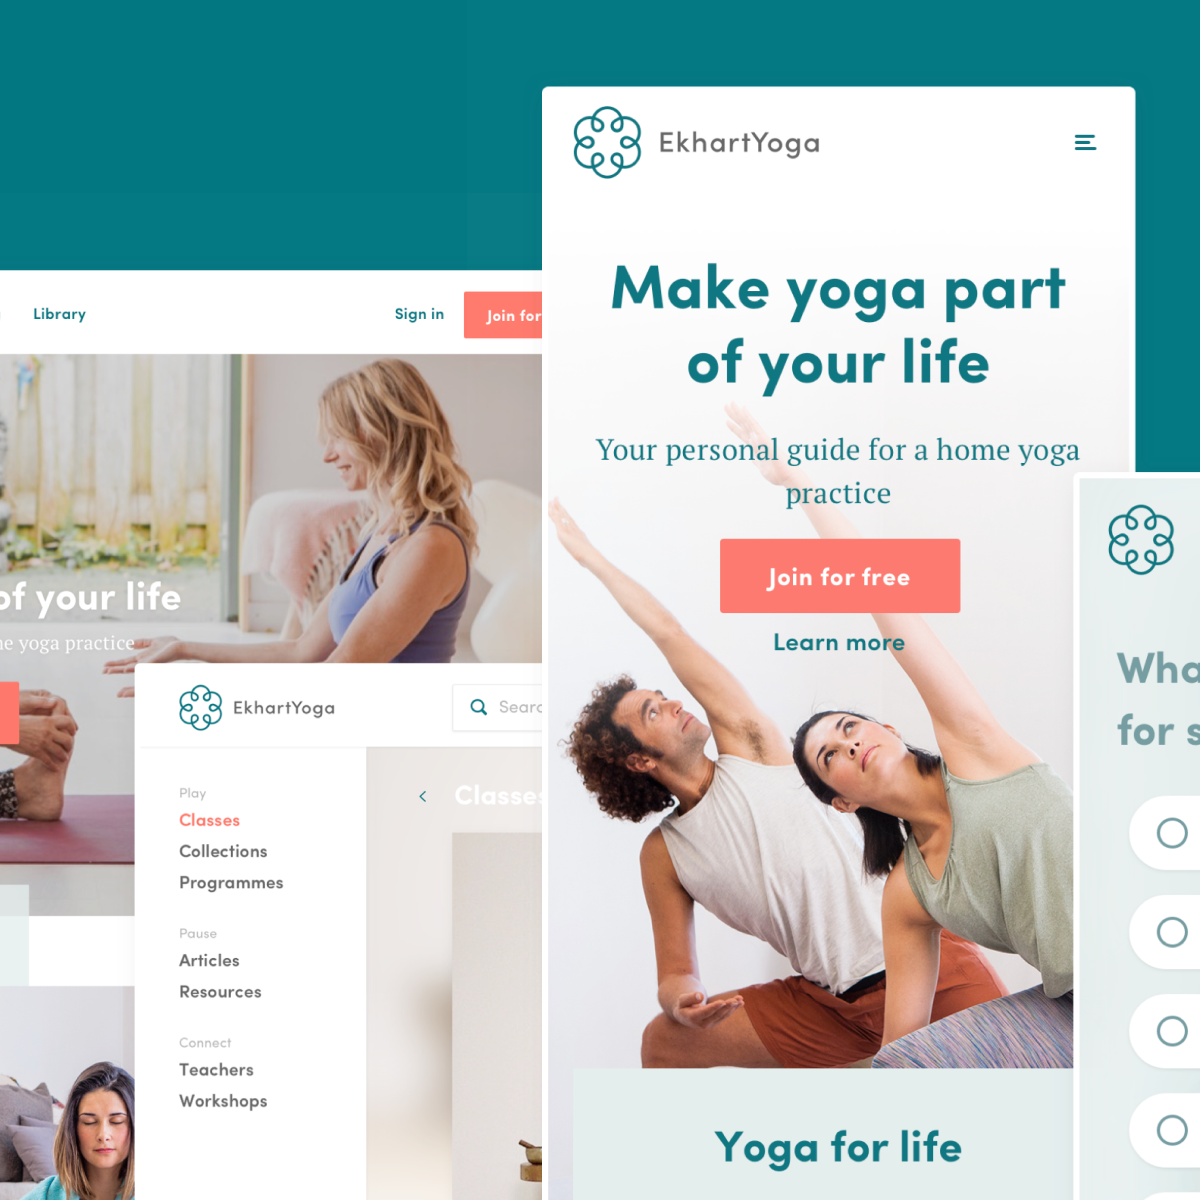 Library
Sign in
Join for
of your life
yoga practice
EkhartYoga
Play
Classes
Collections
Programmes
Pause
Articles
Resources
Connect
Teachers
Workshops
Searc
Classes
EkhartYoga
Make yoga part
of your life
Your personal guide for a home yoga
practice
Join for free
Learn more
Yoga for life
Wha
for s